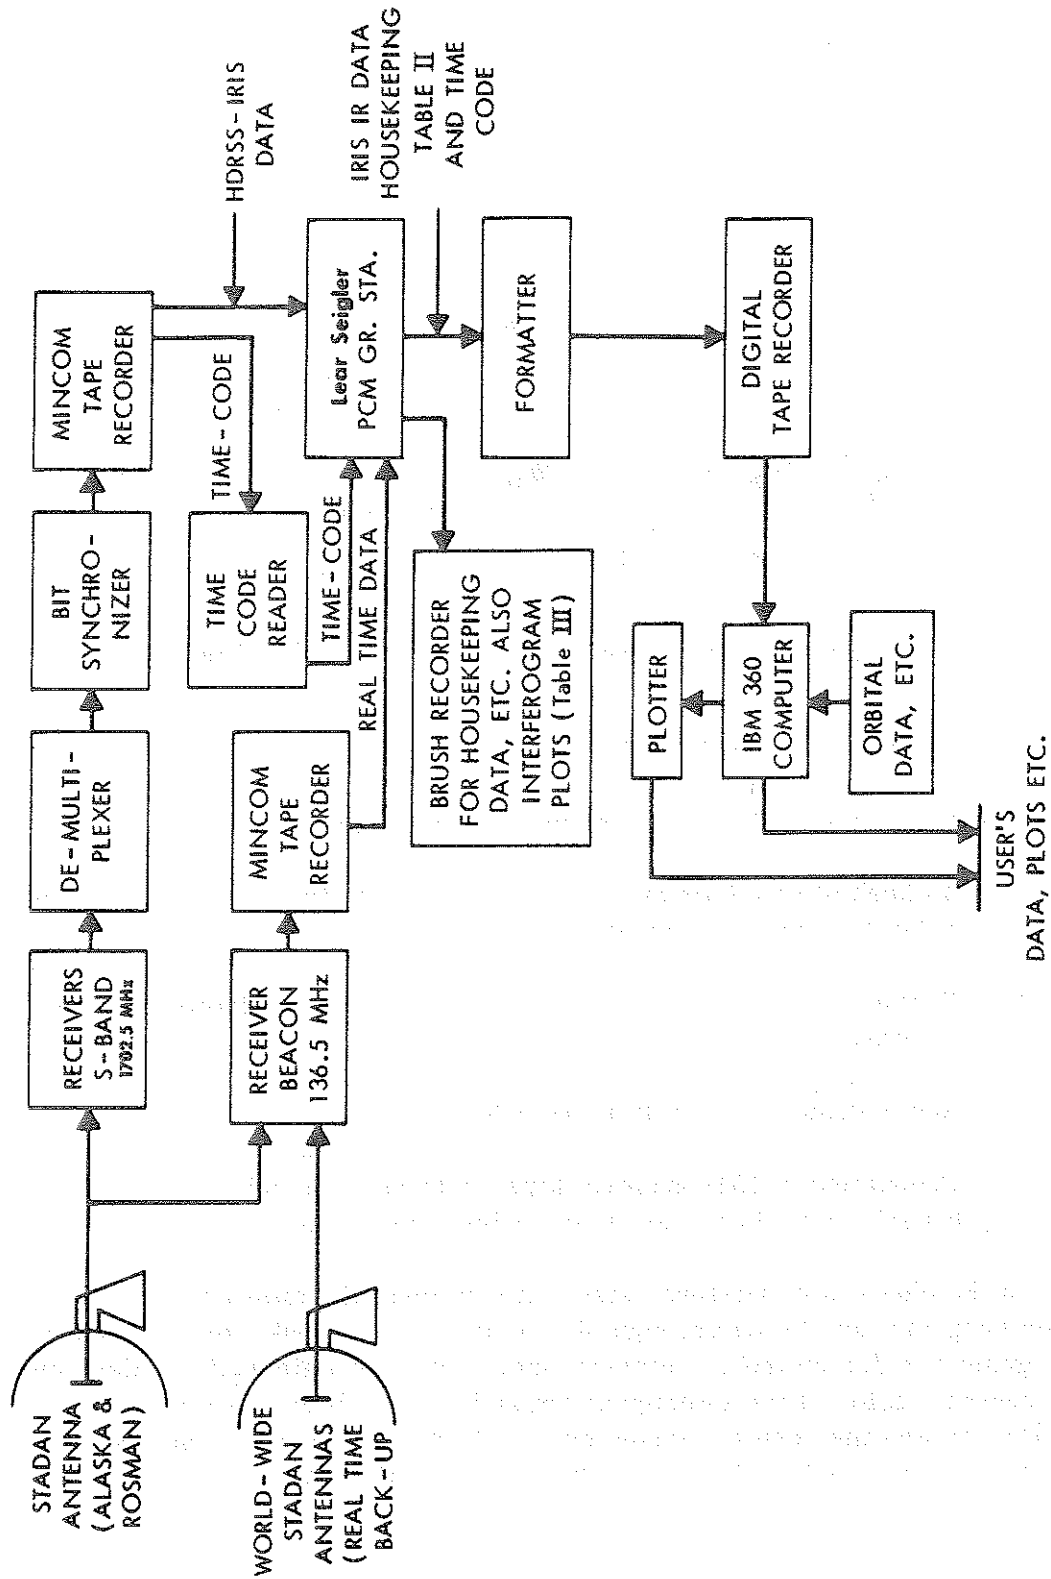 STADAN
ANTENNA
(ALASKA &
ROSMAN)
RECEIVERS
S-BAND
1702.5 MHz
DE-MULTI-
PLEXER
BIT
SYNCHRO-
NIZER
MINCOM
TAPE
RECORDER
HDRSS-IRIS
DATA
TIME-CODE
TIME
CODE
READER
TIME-CODE
REAL TIME DATA
WORLD-WIDE
STADAN
ANTENNAS
(REAL TIME
BACK-UP
RECEIVER
BEACON
136.5 MHz
MINCOM
TAPE
RECORDER
Lear Seigler
PCM GR. STA.
IRIS IR DATA
HOUSEKEEPING
TABLE II
AND TIME
CODE
BRUSH RECORDER
FOR HOUSEKEEPING
DATA, ETC. ALSO
INTERFEROGRAM
PLOTS (Table III)
FORMATTER
DIGITAL
TAPE RECORDER
PLOTTER
IBM 360
COMPUTER
ORBITAL
DATA, ETC.
USER'S
DATA, PLOTS ETC.